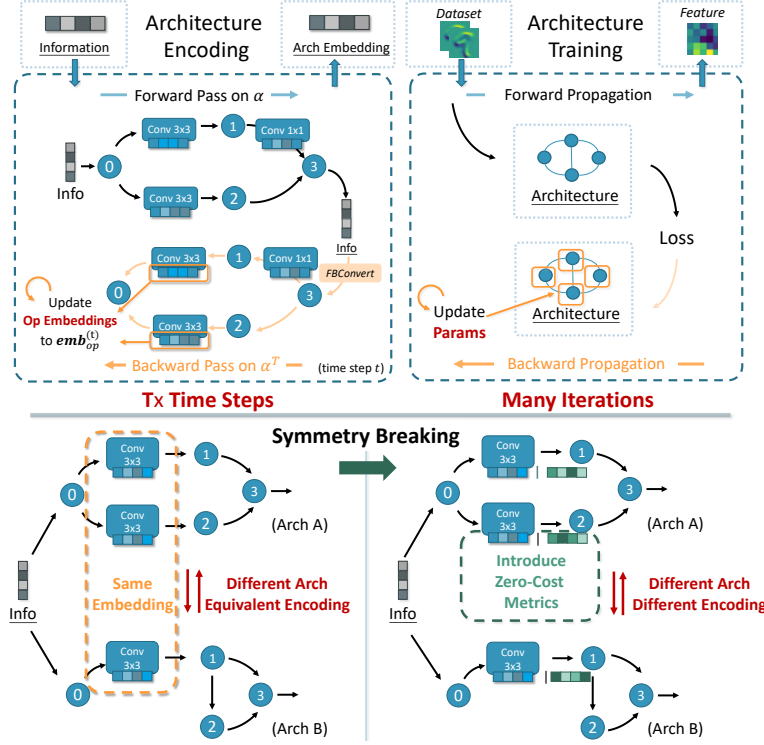 Information
Architecture
Encoding
Arch Embedding
Dataset
Architecture
Training
Feature
Forward Pass on α
Conv 3x3
1
Conv 1x1
Info
0
3
Conv 3x3
2
Info
FBConvert
Conv 3x3
1
Conv 1x1
0
3
Conv 3x3
2
Update
Op Embeddings
to emb_op^(t)
Backward Pass on α^T
(time step t)
Forward Propagation
Architecture
Loss
Update
Params
Architecture
Backward Propagation
Tx Time Steps
Many Iterations
Symmetry Breaking
Conv
3x3
1
0
3
Conv
3x3
2
(Arch A)
Info
Same
Embedding
Different Arch
Equivalent Encoding
Conv
3x3
1
0
3
2
(Arch B)
Conv
3x3
1
0
3
Conv
3x3
2
(Arch A)
Info
Introduce
Zero-Cost
Metrics
Different Arch
Different Encoding
Conv
3x3
1
0
3
2
(Arch B)